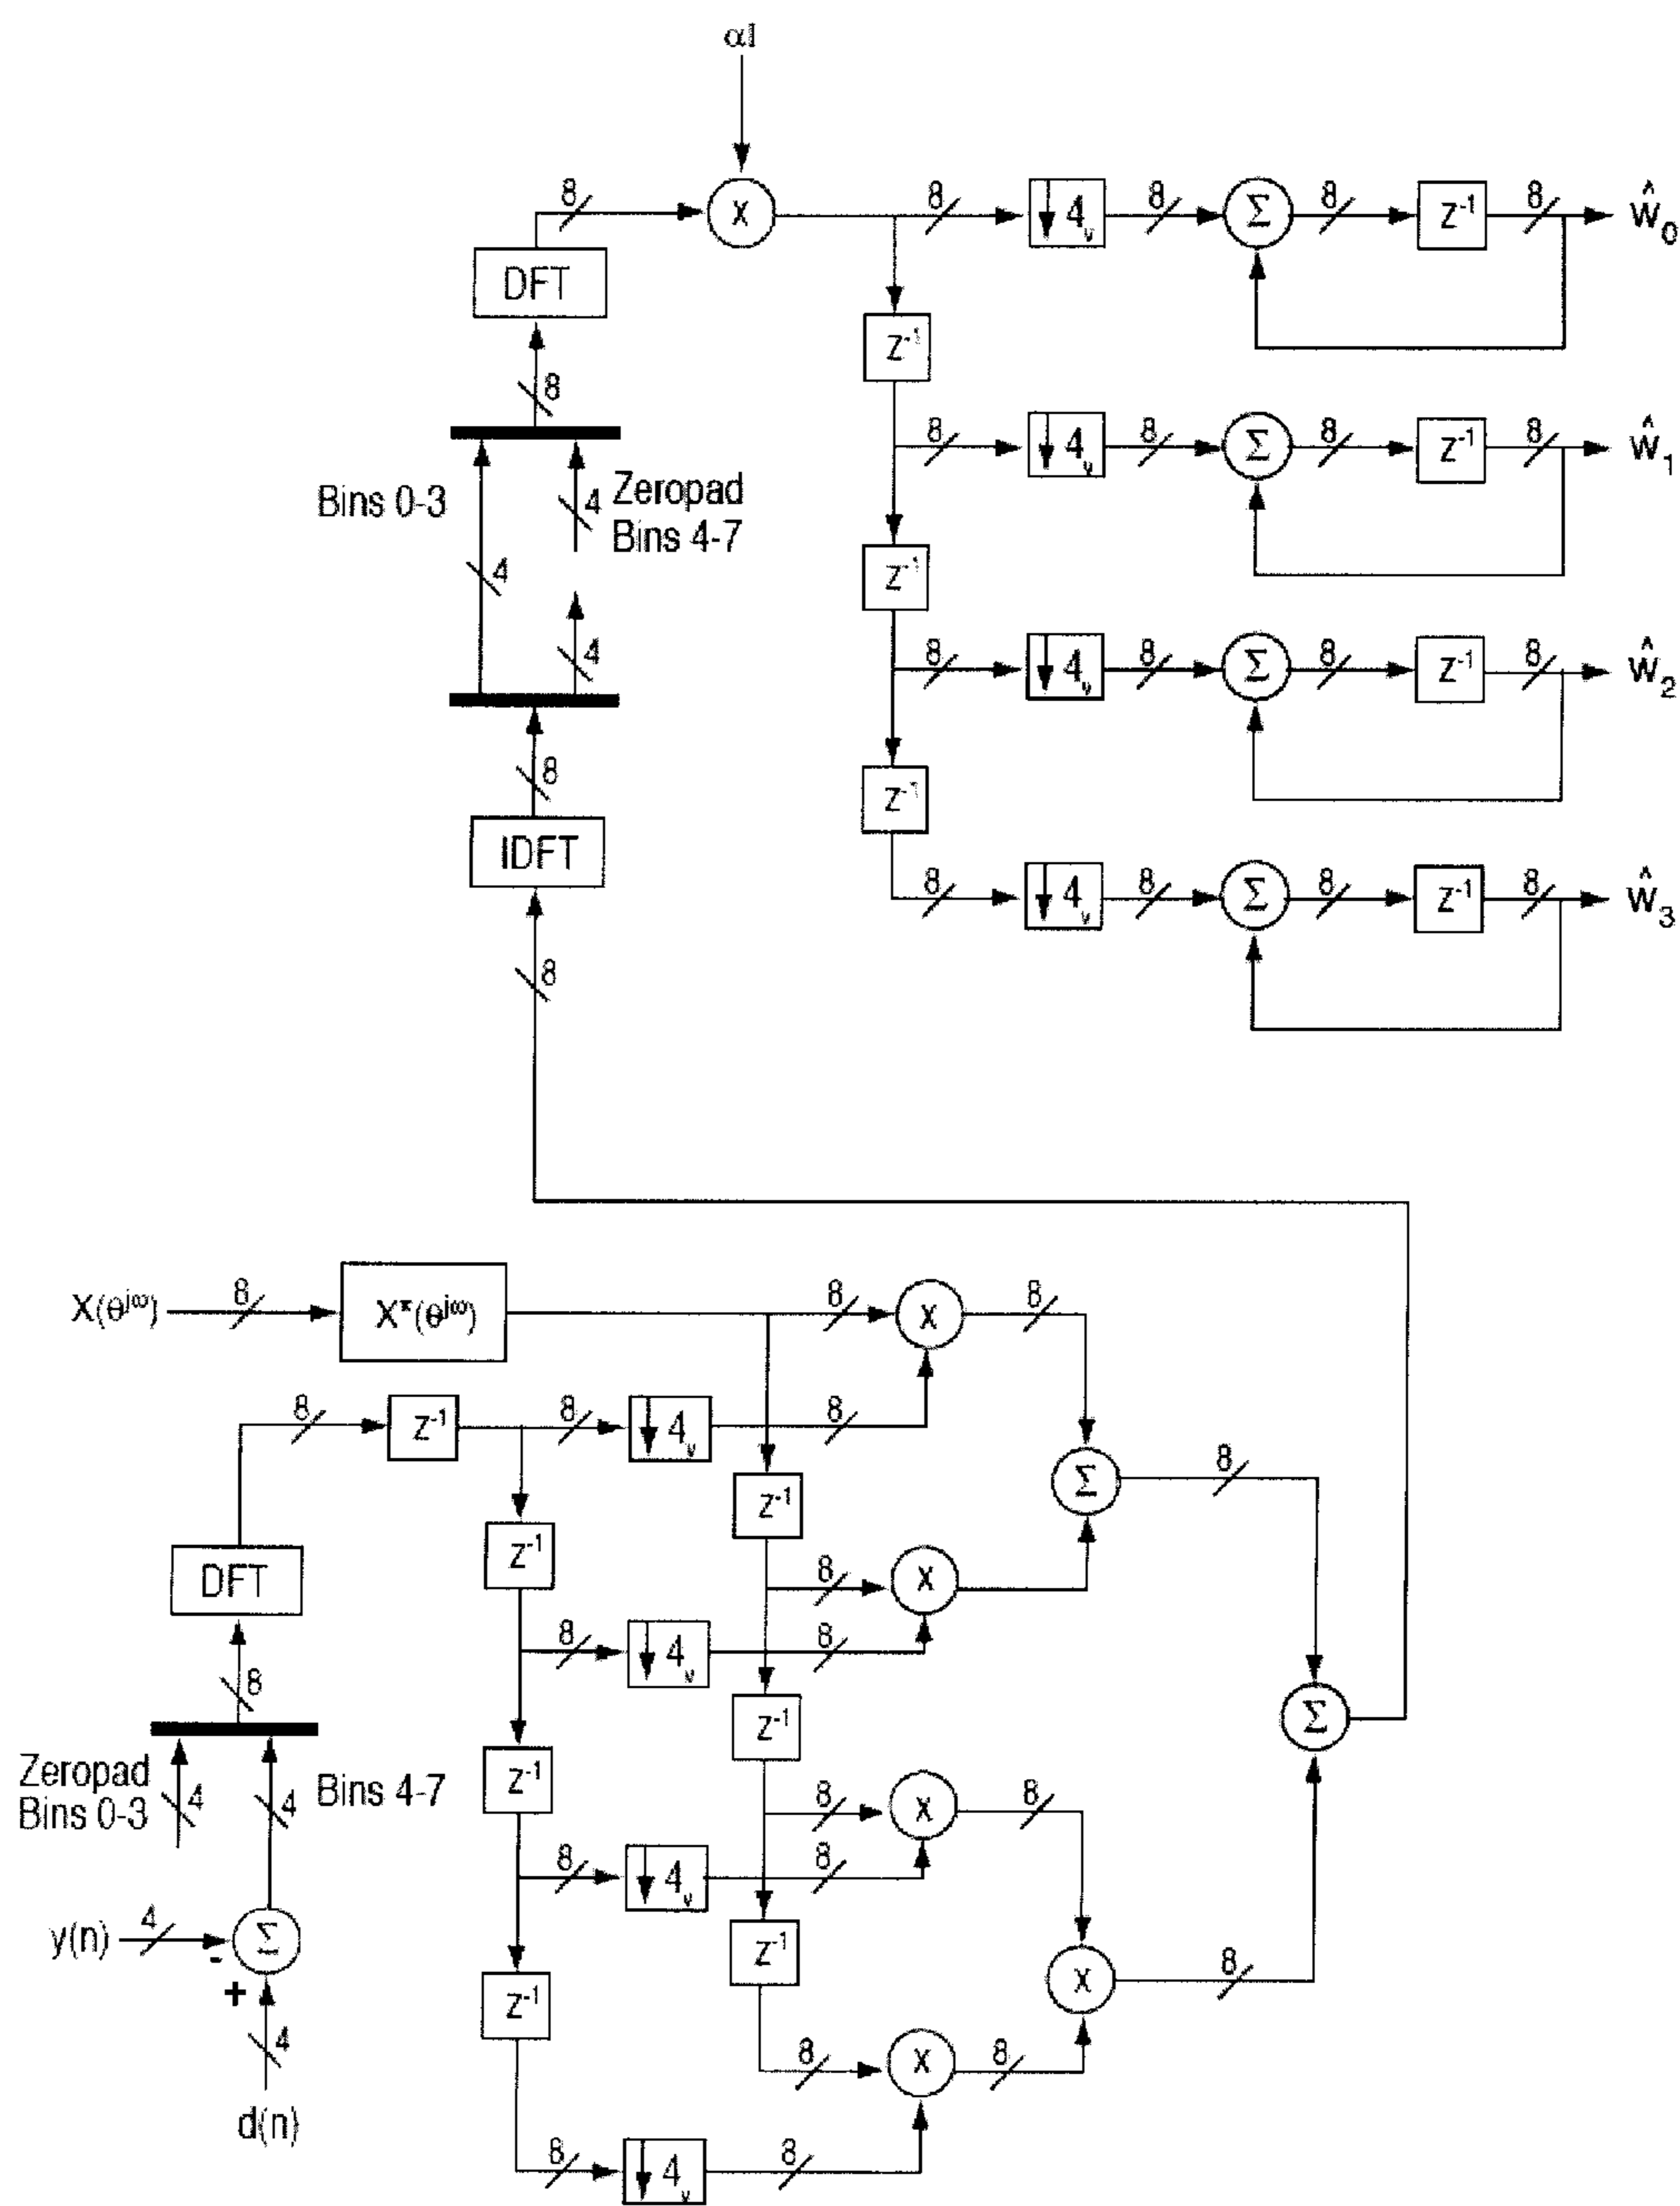 αI
8 X 8 ↓4v 8 Σ 8 z⁻¹ 8 ŵ0
DFT
z⁻¹
8
8 ↓4v 8 Σ 8 z⁻¹ 8 ŵ1
Bins 0-3
4 Zeropad
Bins 4-7
4
z⁻¹
4
8 ↓4v 8 Σ 8 z⁻¹ 8 ŵ2
8
z⁻¹
IDFT
8 ↓4v 8 Σ 8 z⁻¹ 8 ŵ3
8
X(θ^jω) 8 X*(θ^jω) 8 X 8
8 z⁻¹ 8 ↓4v 8
Σ 8
z⁻¹
z⁻¹
DFT
8 X
8 ↓4v 8
8
z⁻¹
Σ
Zeropad
Bins 0-3
4
4
Bins 4-7
z⁻¹
8 X 8
8 ↓4v 8
y(n) 4 - Σ
+
z⁻¹
X 8
z⁻¹
4
8 X 8
d(n)
8 ↓4v 8